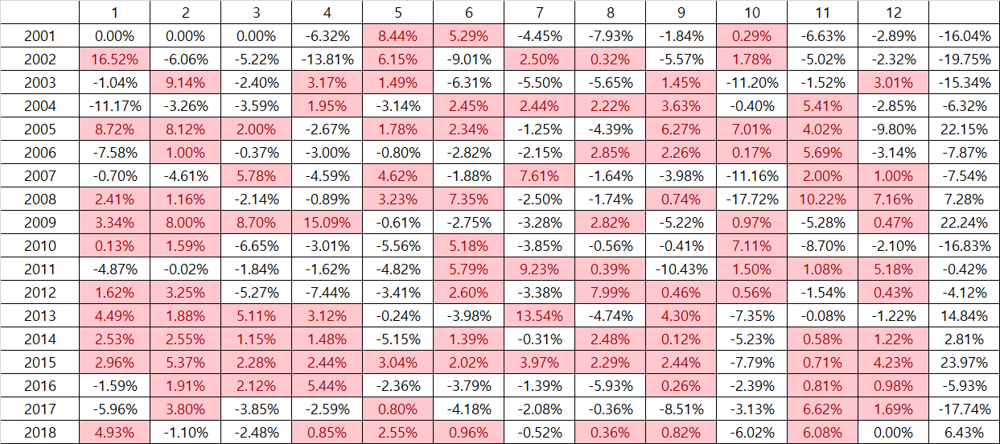 1 2 3 4 5 6 7 8 9 10 11 12
2001 0.00% 0.00% 0.00% -6.32% 8.44% 5.29% -4.45% -7.93% -1.84% 0.29% -6.63% -2.89% -16.04%
2002 16.52% -6.06% -5.22% -13.81% 6.15% -9.01% 2.50% 0.32% -5.57% 1.78% -5.02% -2.32% -19.75%
2003 -1.04% 9.14% -2.40% 3.17% 1.49% -6.31% -5.50% -5.65% 1.45% -11.20% -1.52% 3.01% -15.34%
2004 -11.17% -3.26% -3.59% 1.95% -3.14% 2.45% 2.44% 2.22% 3.63% -0.40% 5.41% -2.85% -6.32%
2005 8.72% 8.12% 2.00% -2.67% 1.78% 2.34% -1.25% -4.39% 6.27% 7.01% 4.02% -9.80% 22.15%
2006 -7.58% 1.00% -0.37% -3.00% -0.80% -2.82% -2.15% 2.85% 2.26% 0.17% 5.69% -3.14% -7.87%
2007 -0.70% -4.61% 5.78% -4.59% 4.62% -1.88% 7.61% -1.64% -3.98% -11.16% 2.00% 1.00% -7.54%
2008 2.41% 1.16% -2.14% -0.89% 3.23% 7.35% -2.50% -1.74% 0.74% -17.72% 10.22% 7.16% 7.28%
2009 3.34% 8.00% 8.70% 15.09% -0.61% -2.75% -3.28% 2.82% -5.22% 0.97% -5.28% 0.47% 22.24%
2010 0.13% 1.59% -6.65% -3.01% -5.56% 5.18% -3.85% -0.56% -0.41% 7.11% -8.70% -2.10% -16.83%
2011 -4.87% -0.02% -1.84% -1.62% -4.82% 5.79% 9.23% 0.39% -10.43% 1.50% 1.08% 5.18% -0.42%
2012 1.62% 3.25% -5.27% -7.44% -3.41% 2.60% -3.38% 7.99% 0.46% 0.56% -1.54% 0.43% -4.12%
2013 4.49% 1.88% 5.11% 3.12% -0.24% -3.98% 13.54% -4.74% 4.30% -7.35% -0.08% -1.22% 14.84%
2014 2.53% 2.55% 1.15% 1.48% -5.15% 1.39% -0.31% 2.48% 0.12% -5.23% 0.58% 1.22% 2.81%
2015 2.96% 5.37% 2.28% 2.44% 3.04% 2.02% 3.97% 2.29% 2.44% -7.79% 0.71% 4.23% 23.97%
2016 -1.59% 1.91% 2.12% 5.44% -2.36% -3.79% -1.39% -5.93% 0.26% -2.39% 0.81% 0.98% -5.93%
2017 -5.96% 3.80% -3.85% -2.59% 0.80% -4.18% -2.08% -0.36% -8.51% -3.13% 6.62% 1.69% -17.74%
2018 4.93% -1.10% -2.48% 0.85% 2.55% 0.96% -0.52% 0.36% 0.82% -6.02% 6.08% 0.00% 6.43%